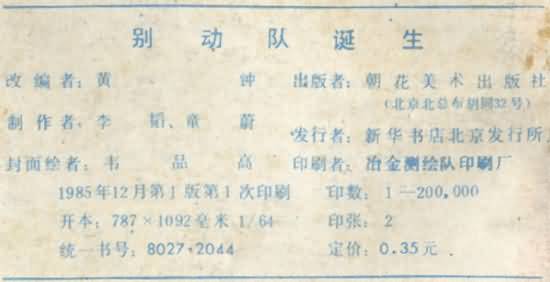 别动队诞生
改编者：黄 钟 出版者：朝花美术出版社
（北京北总布胡同32号）
制作者：李 韬、童 蔚
发行者：新华书店北京发行所
封面绘者：韦 品 高 印刷者：冶金测绘队印刷厂
1985年12月第1版第1次印刷 印数：1—200,000
开本：787×1092毫米 1/64 印张：2
统一书号：8027·2044 定价：0.35元